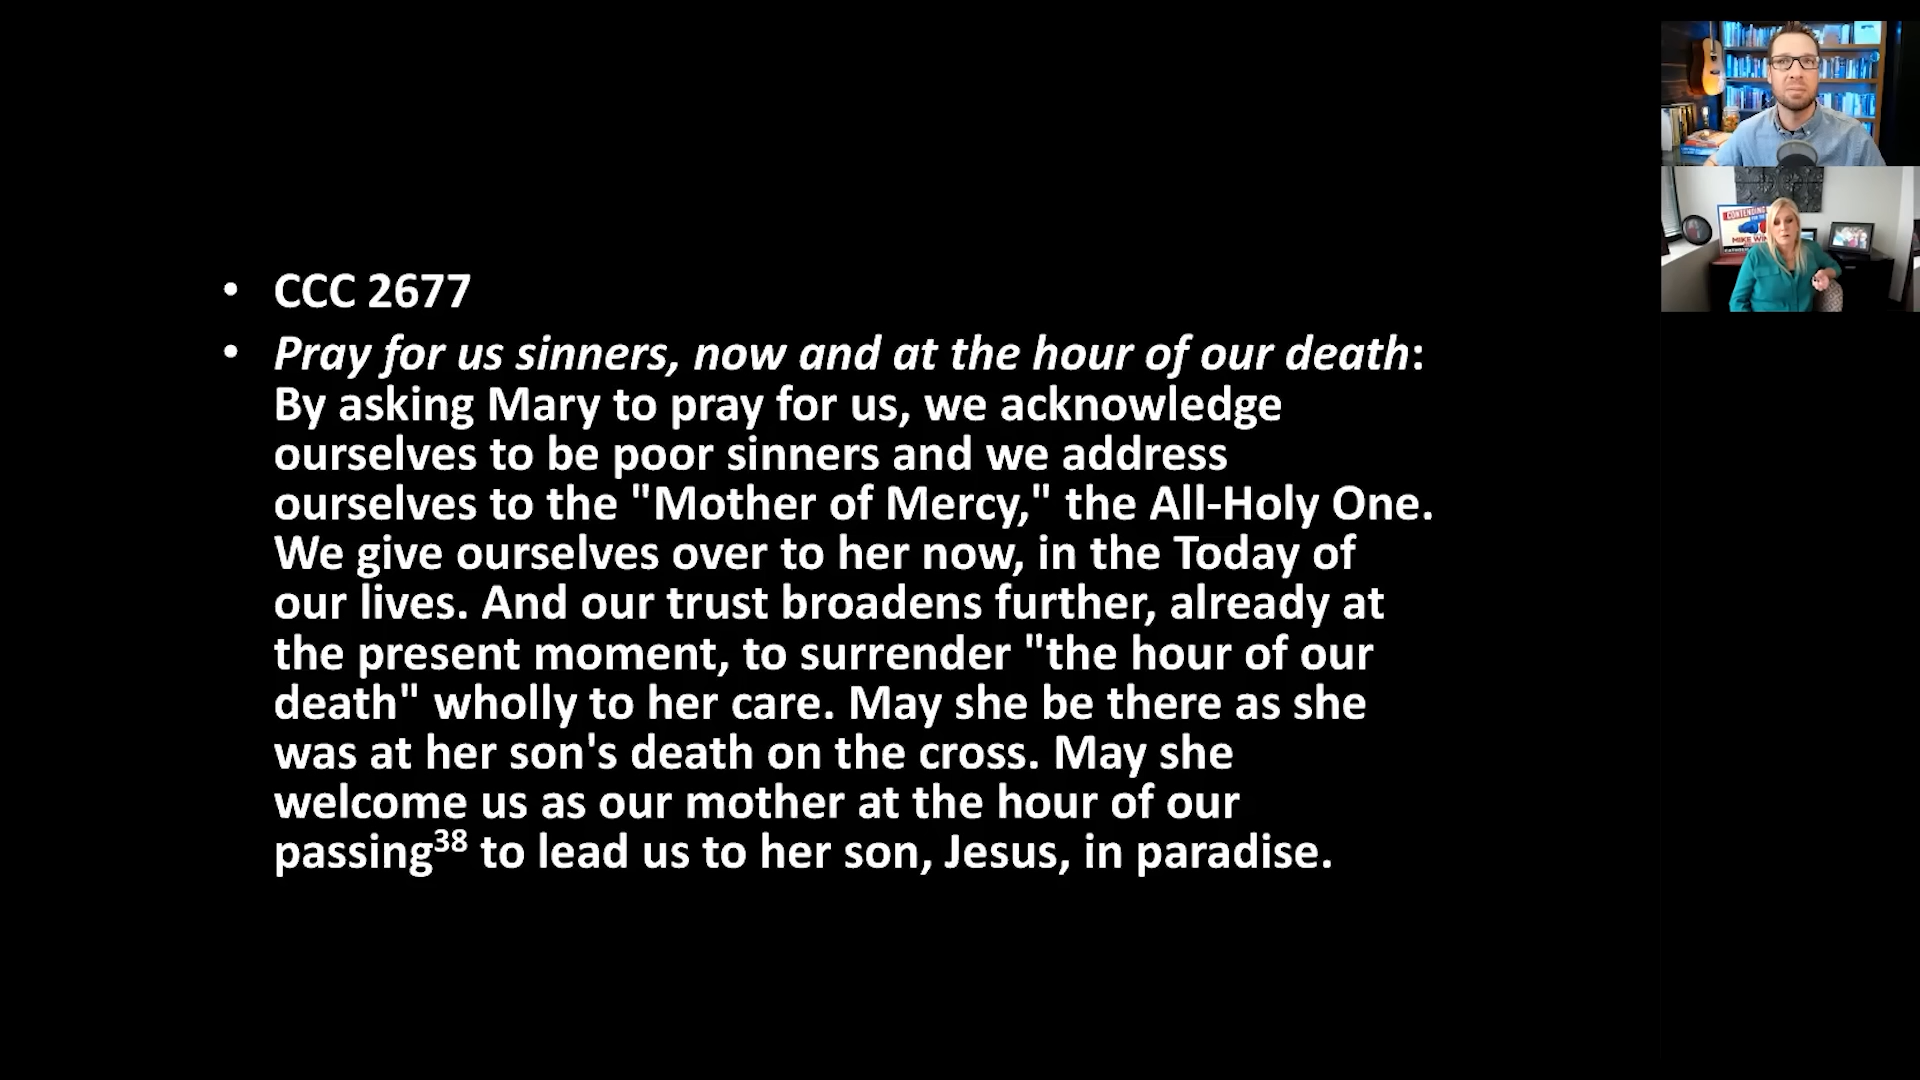 • CCC 2677
• Pray for us sinners, now and at the hour of our death:
By asking Mary to pray for us, we acknowledge
ourselves to be poor sinners and we address
ourselves to the "Mother of Mercy," the All-Holy One.
We give ourselves over to her now, in the Today of
our lives. And our trust broadens further, already at
the present moment, to surrender "the hour of our
death" wholly to her care. May she be there as she
was at her son's death on the cross. May she
welcome us as our mother at the hour of our
passing38 to lead us to her son, Jesus, in paradise.
CONTENDING
MIKE